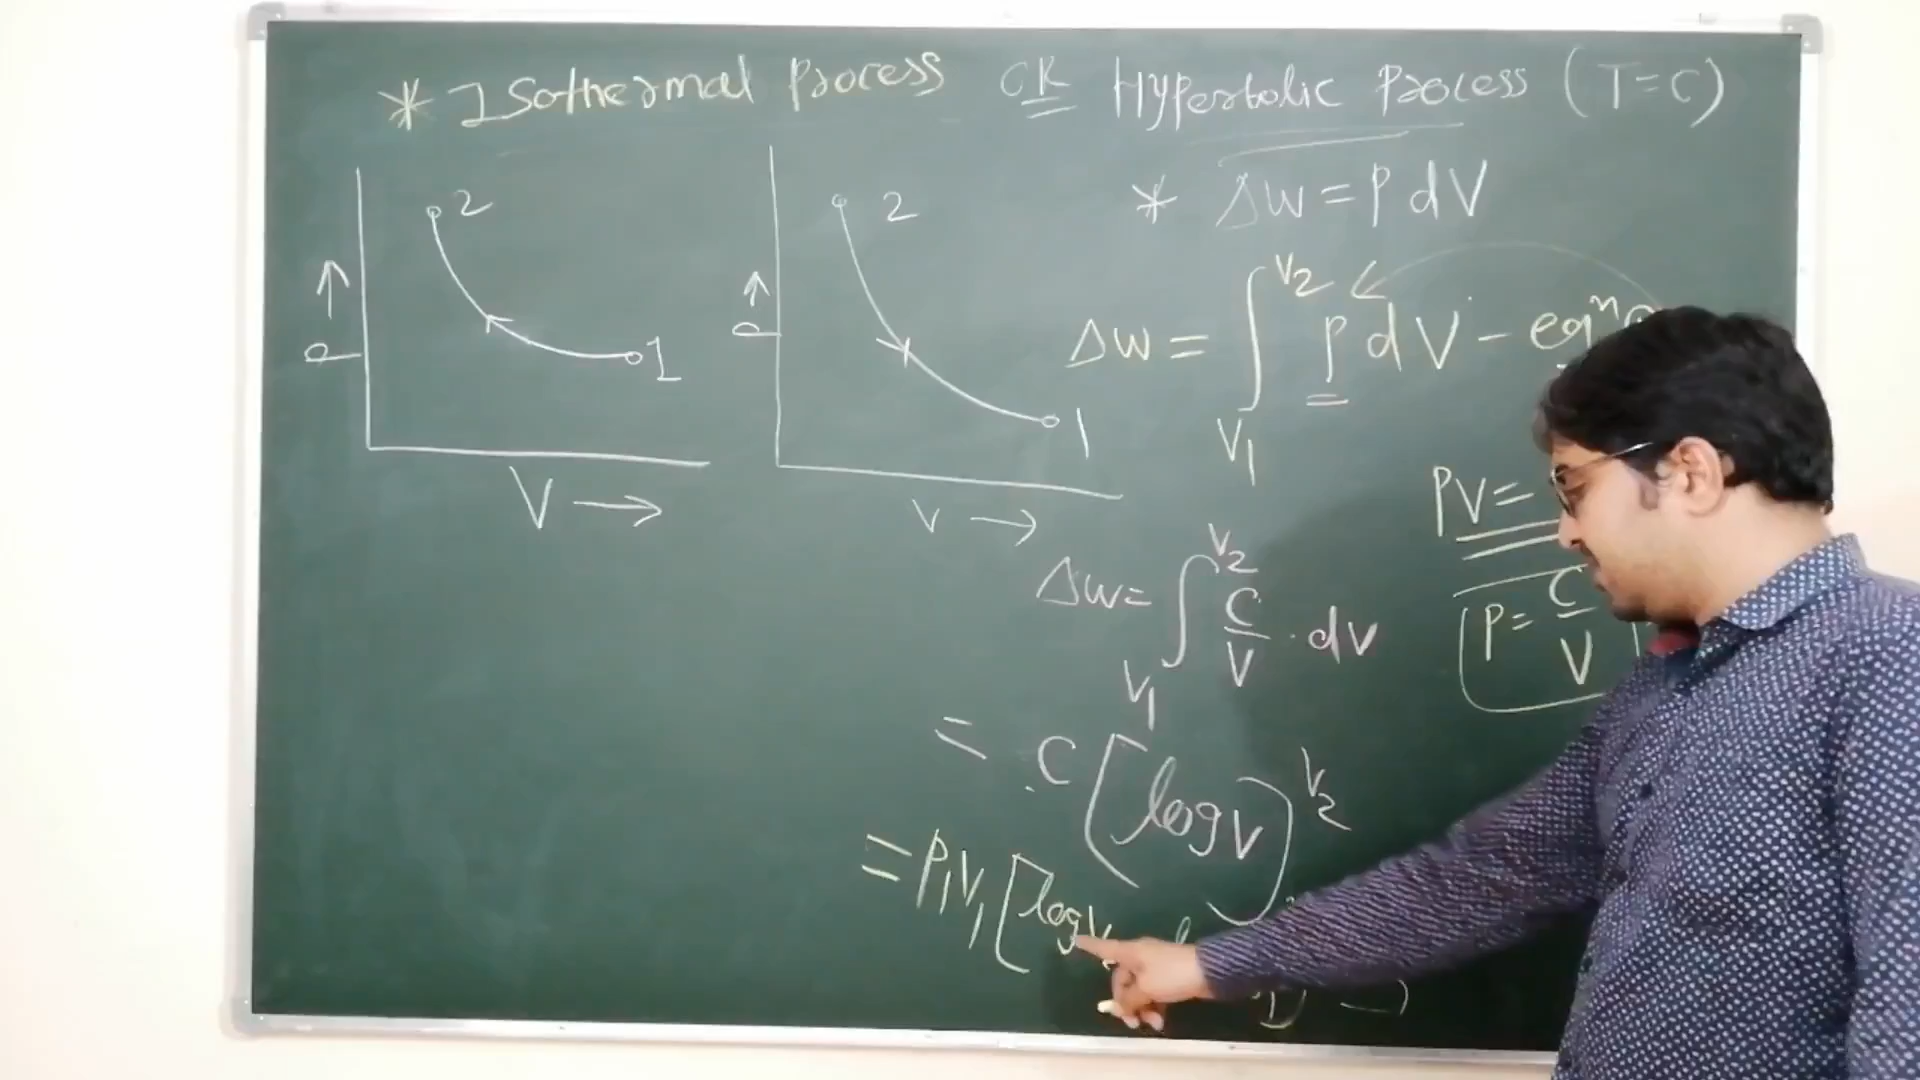 * Isothermal Process OR Hyperbolic Process (T=C)
2
1
P →
V →
2
1
P →
V →
* ΔW = P dV
ΔW = ∫ V2 V1 P dV - eqn
PV =
P = C/V
ΔW = ∫ V2 V1 C/V . dV
= C [log V] V2
= P1V1 [log V2